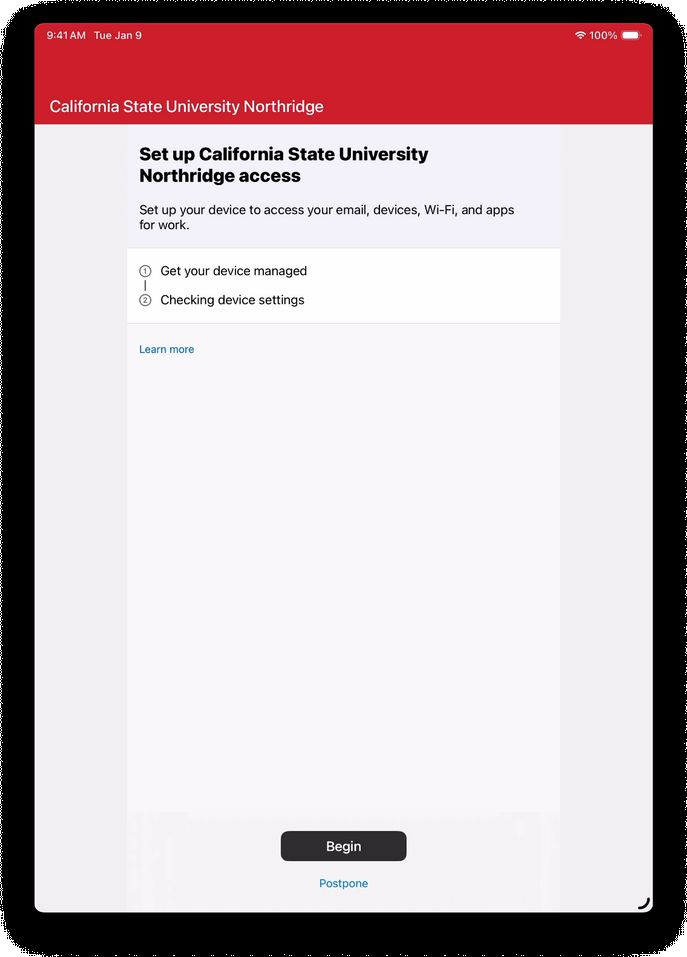 9:41 AM Tue Jan 9
100%
California State University Northridge
Set up California State University
Northridge access
Set up your device to access your email, devices, Wi-Fi, and apps
for work.
1 Get your device managed
2 Checking device settings
Learn more
Begin
Postpone